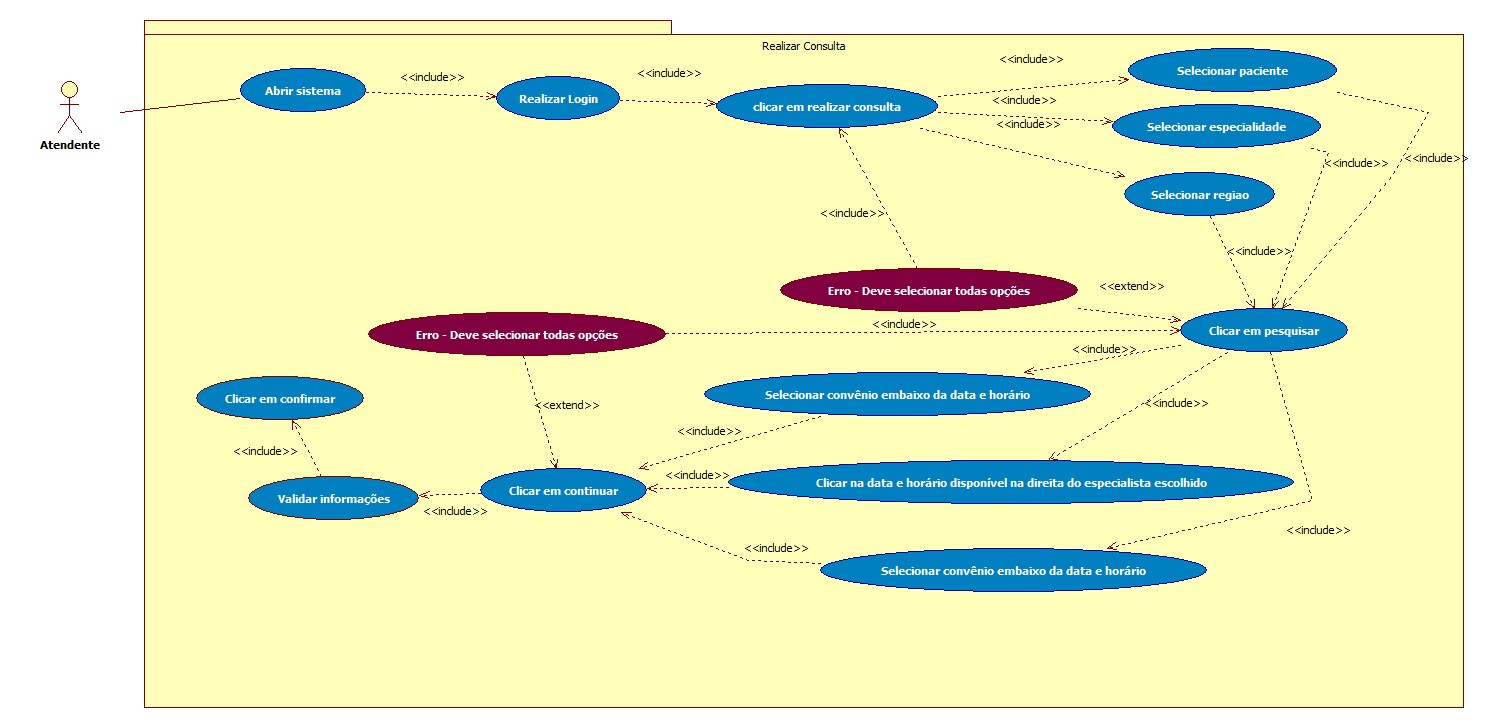 Realizar Consulta
Abrir sistema
<<include>>
Realizar Login
<<include>>
clicar em realizar consulta
<<include>>
Selecionar paciente
<<include>>
Selecionar especialidade
<<include>>
Selecionar regiao
Atendente
<<include>>
<<include>>
<<include>>
<<include>>
Erro - Deve selecionar todas opções
<<extend>>
Erro - Deve selecionar todas opções
<<include>>
Clicar em pesquisar
<<include>>
Selecionar convênio embaixo da data e horário
<<include>>
Clicar em confirmar
<<extend>>
<<include>>
<<include>>
Validar informações
<<include>>
Clicar em continuar
<<include>>
Clicar na data e horário disponível na direita do especialista escolhido
<<include>>
<<include>>
Selecionar convênio embaixo da data e horário